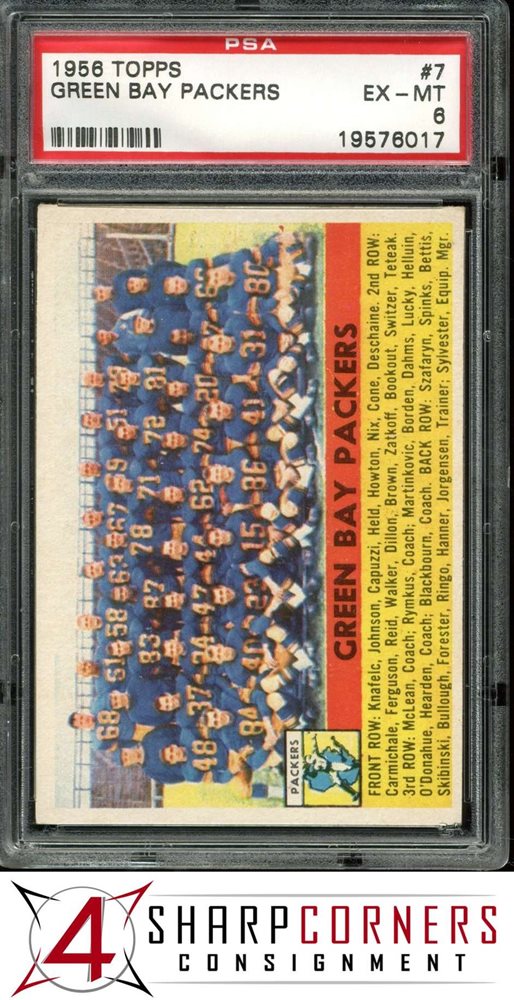 PSA
1956 TOPPS #7
GREEN BAY PACKERS EX-MT
6
19576017
GREEN BAY PACKERS
PACKERS
FRONT ROW: Knafelc, Johnson, Capuzzi, Held, Howton, Nix, Cone, Deschaine. 2nd ROW:
Carmichale, Ferguson, Reid, Walker, Dillon, Brown, Zatkoff, Bookout, Switzer, Teteak.
3rd ROW: McLean, Coach; Rymkus, Coach; Martinkovic, Borden, Dahms, Lucky, Helluin,
O'Donahue, Hearden, Coach; Blackbourn, Coach. BACK ROW: Szafaryn, Spinks, Bettis,
Skibinski, Bullough, Forester, Ringo, Hanner, Jorgensen, Trainer; Sylvester, Equip. Mgr.
4
SHARPCORNERS
CONSIGNMENT